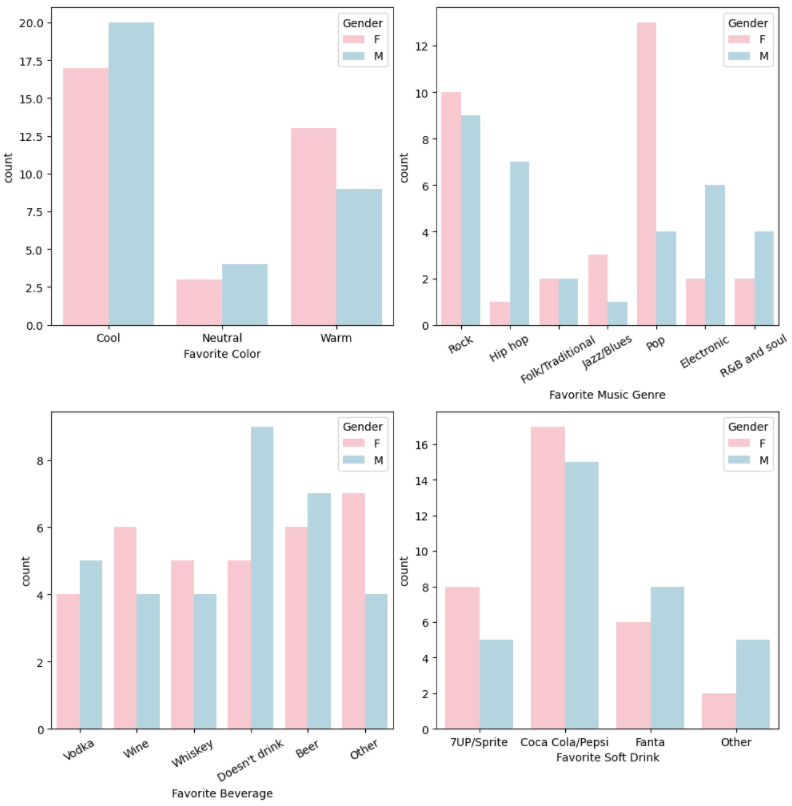 20.0
17.5
15.0
12.5
10.0
7.5
5.0
2.5
0.0
count
Cool Neutral Warm
Favorite Color
Gender
F
M
12
10
8
6
4
2
0
count
Rock Hip hop Folk/Traditional Jazz/Blues Pop Electronic R&B and soul
Favorite Music Genre
Gender
F
M
8
6
4
2
0
count
Vodka Wine Whiskey Doesn't drink Beer Other
Favorite Beverage
Gender
F
M
16
14
12
10
8
6
4
2
0
count
7UP/Sprite Coca Cola/Pepsi Fanta Other
Favorite Soft Drink
Gender
F
M